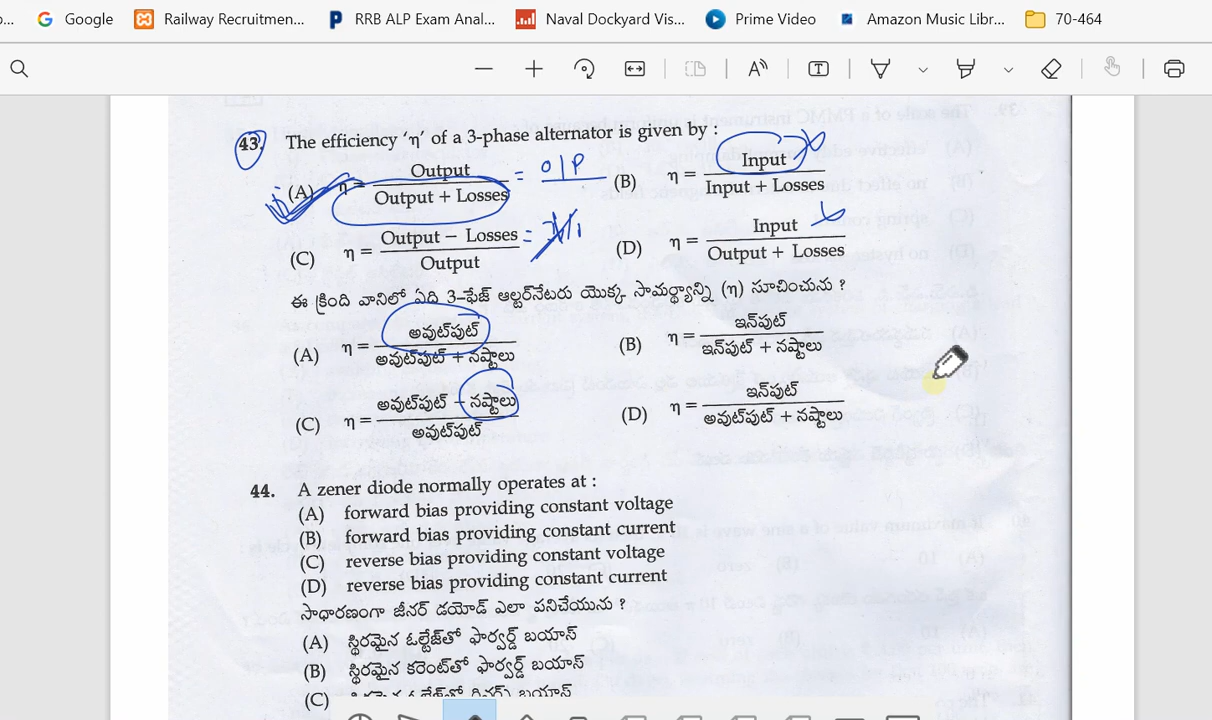 Google Railway Recruitmen... RRB ALP Exam Anal... Naval Dockyard Vis... Prime Video Amazon Music Libr... 70-464
43. The efficiency 'η' of a 3-phase alternator is given by :
(A) η = Output / Output + Losses = O/P (B) η = Input / Input + Losses
(C) η = Output − Losses / Output = (D) η = Input / Output + Losses
ఈ క్రింది వానిలో ఏది 3-ఫేజ్ ఆల్టర్‌నేటరు యొక్క సామర్థ్యాన్ని (η) సూచించును ?
(A) η = అవుట్‌పుట్ / అవుట్‌పుట్ + నష్టాలు (B) η = ఇన్‌పుట్ / ఇన్‌పుట్ + నష్టాలు
(C) η = అవుట్‌పుట్ − నష్టాలు / అవుట్‌పుట్ (D) η = ఇన్‌పుట్ / అవుట్‌పుట్ + నష్టాలు
44. A zener diode normally operates at :
(A) forward bias providing constant voltage
(B) forward bias providing constant current
(C) reverse bias providing constant voltage
(D) reverse bias providing constant current
సాధారణంగా జీనర్ డయోడ్ ఎలా పనిచేయును ?
(A) స్థిరమైన ఓల్టేజ్‌తో ఫార్వర్డ్ బయాస్
(B) స్థిరమైన కరెంట్‌తో ఫార్వర్డ్ బయాస్
(C)